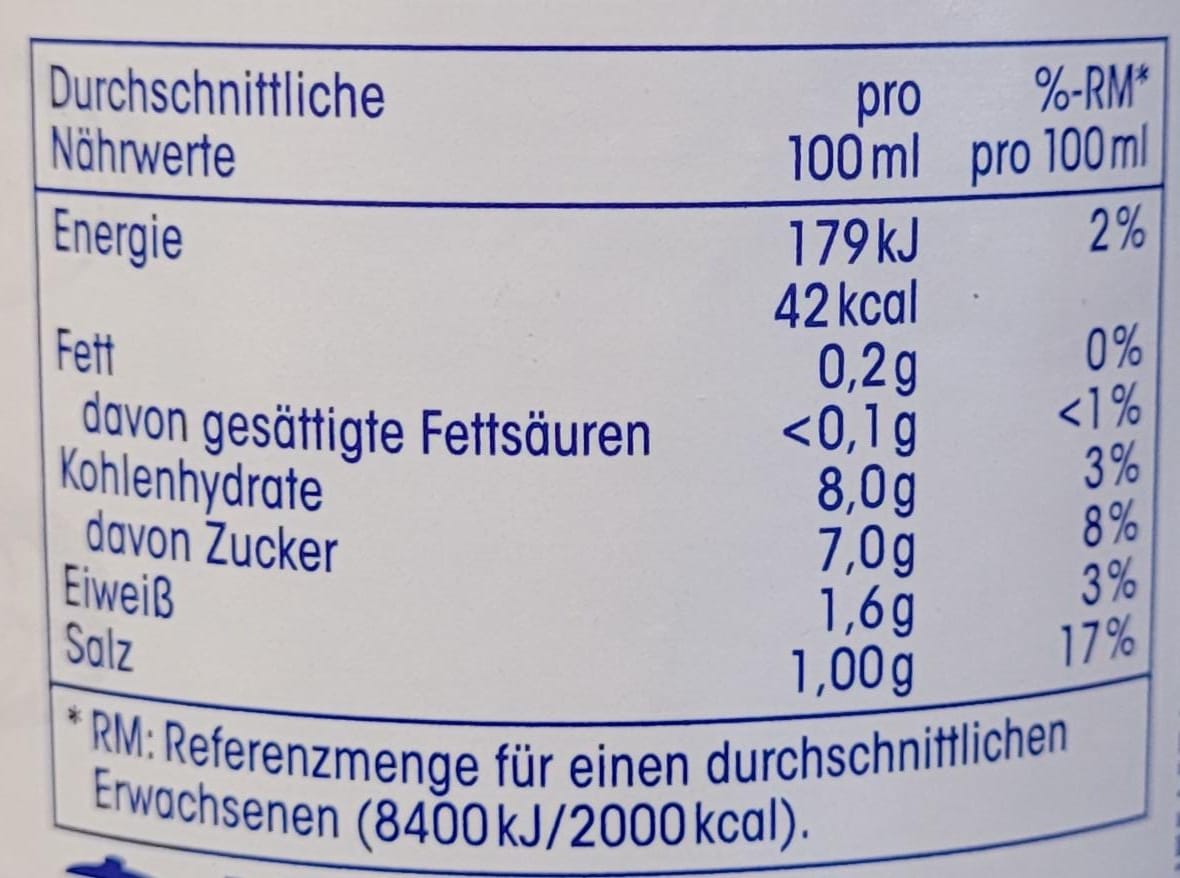 Durchschnittliche Nährwerte pro 100 ml %-RM* pro 100 ml
Energie 179 kJ 2%
42 kcal
Fett 0,2 g 0%
davon gesättigte Fettsäuren <0,1 g <1%
Kohlenhydrate 8,0 g 3%
davon Zucker 7,0 g 8%
Eiweiß 1,6 g 3%
Salz 1,00 g 17%
* RM: Referenzmenge für einen durchschnittlichen
Erwachsenen (8400 kJ/2000 kcal).